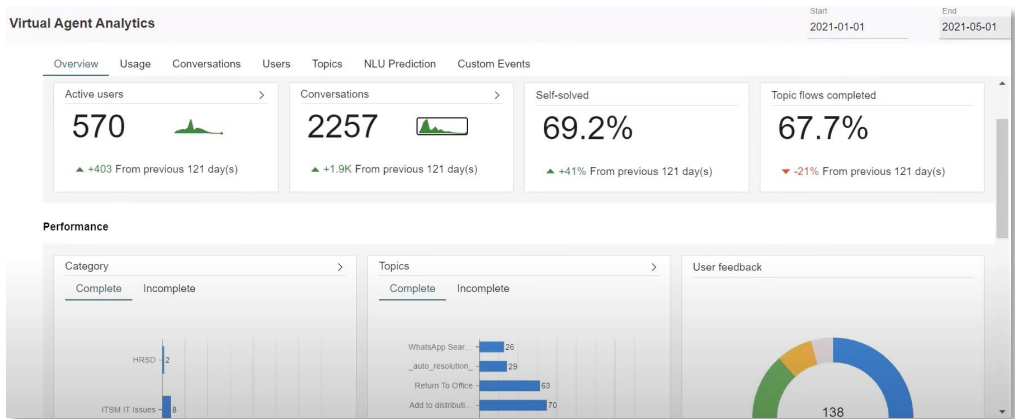 Virtual Agent Analytics
Start
2021-01-01
End
2021-05-01
Overview Usage Conversations Users Topics NLU Prediction Custom Events
Active users
570
+403 From previous 121 day(s)
Conversations
2257
+1.9K From previous 121 day(s)
Self-solved
69.2%
+41% From previous 121 day(s)
Topic flows completed
67.7%
-21% From previous 121 day(s)
Performance
Category
Complete Incomplete
HRSD 2
ITSM IT Issues 8
Topics
Complete Incomplete
WhatsApp Sear... 26
_auto_resolution_ 29
Return To Office 63
Add to distributi... 70
User feedback
138